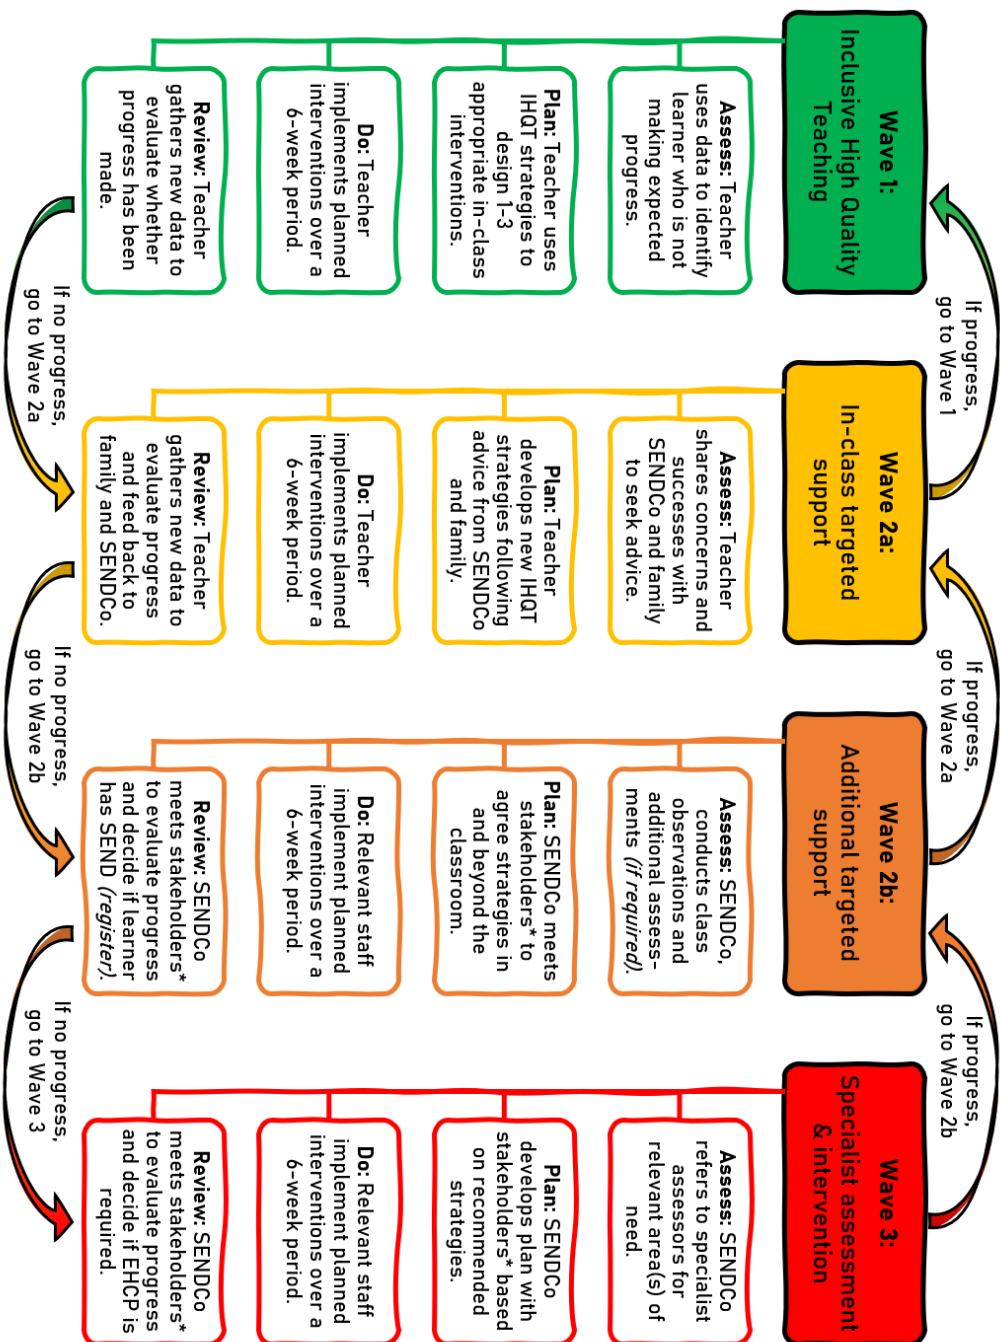 If progress,
go to Wave 1
If progress,
go to Wave 2a
If progress,
go to Wave 2b
Wave 1:
Inclusive High Quality
Teaching
Assess: Teacher
uses data to identify
learner who is not
making expected
progress.
Plan: Teacher uses
IHQT strategies to
design 1-3
appropriate in-class
interventions.
Do: Teacher
implements planned
interventions over a
6-week period.
Review: Teacher
gathers new data to
evaluate whether
progress has been
made.
Wave 2a:
In-class targeted
support
Assess: Teacher
shares concerns and
successes with
SENDCo and family
to seek advice.
Plan: Teacher
develops new IHQT
strategies following
advice from SENDCo
and family.
Do: Teacher
implements planned
interventions over a
6-week period.
Review: Teacher
gathers new data to
evaluate progress
and feed back to
family and SENDCo.
Wave 2b:
Additional targeted
support
Assess: SENDCo,
conducts class
observations and
additional assess-
ments (if required).
Plan: SENDCo meets
stakeholders* to
agree strategies in
and beyond the
classroom.
Do: Relevant staff
implement planned
interventions over a
6-week period.
Review: SENDCo
meets stakeholders*
to evaluate progress
and decide if learner
has SEND (register).
Wave 3:
Specialist assessment
& intervention
Assess: SENDCo
refers to specialist
assessors for
relevant area(s) of
need.
Plan: SENDCo
develops plan with
stakeholders* based
on recommended
strategies.
Do: Relevant staff
implement planned
interventions over a
6-week period.
Review: SENDCo
meets stakeholders*
to evaluate progress
and decide if EHCP is
required.
If no progress,
go to Wave 2a
If no progress,
go to Wave 2b
If no progress,
go to Wave 3